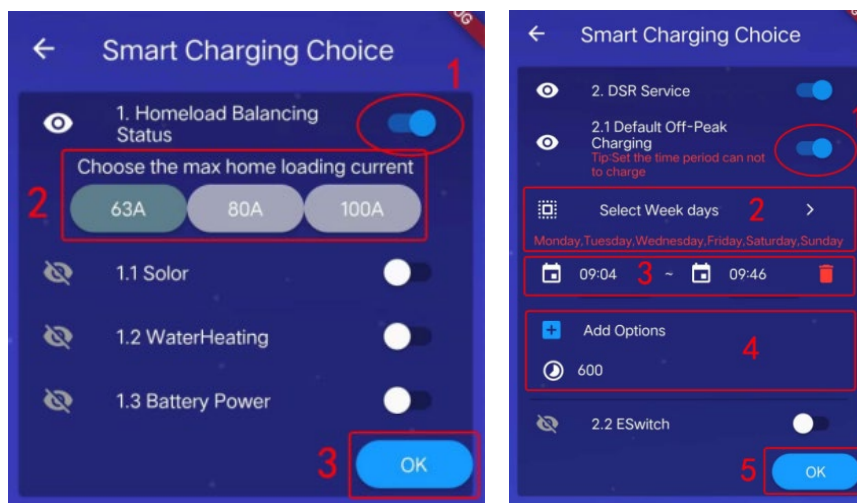 Smart Charging Choice
1
1. Homeload Balancing
Status
Choose the max home loading current
2
63A
80A
100A
1.1 Solor
1.2 WaterHeating
1.3 Battery Power
3
OK
Smart Charging Choice
2. DSR Service
2.1 Default Off-Peak
Charging
Tip:Set the time period can not
to charge
Select Week days 2
Monday,Tuesday,Wednesday,Friday,Saturday,Sunday
09:04 3 ~ 09:46
Add Options
4
600
2.2 ESwitch
5
OK